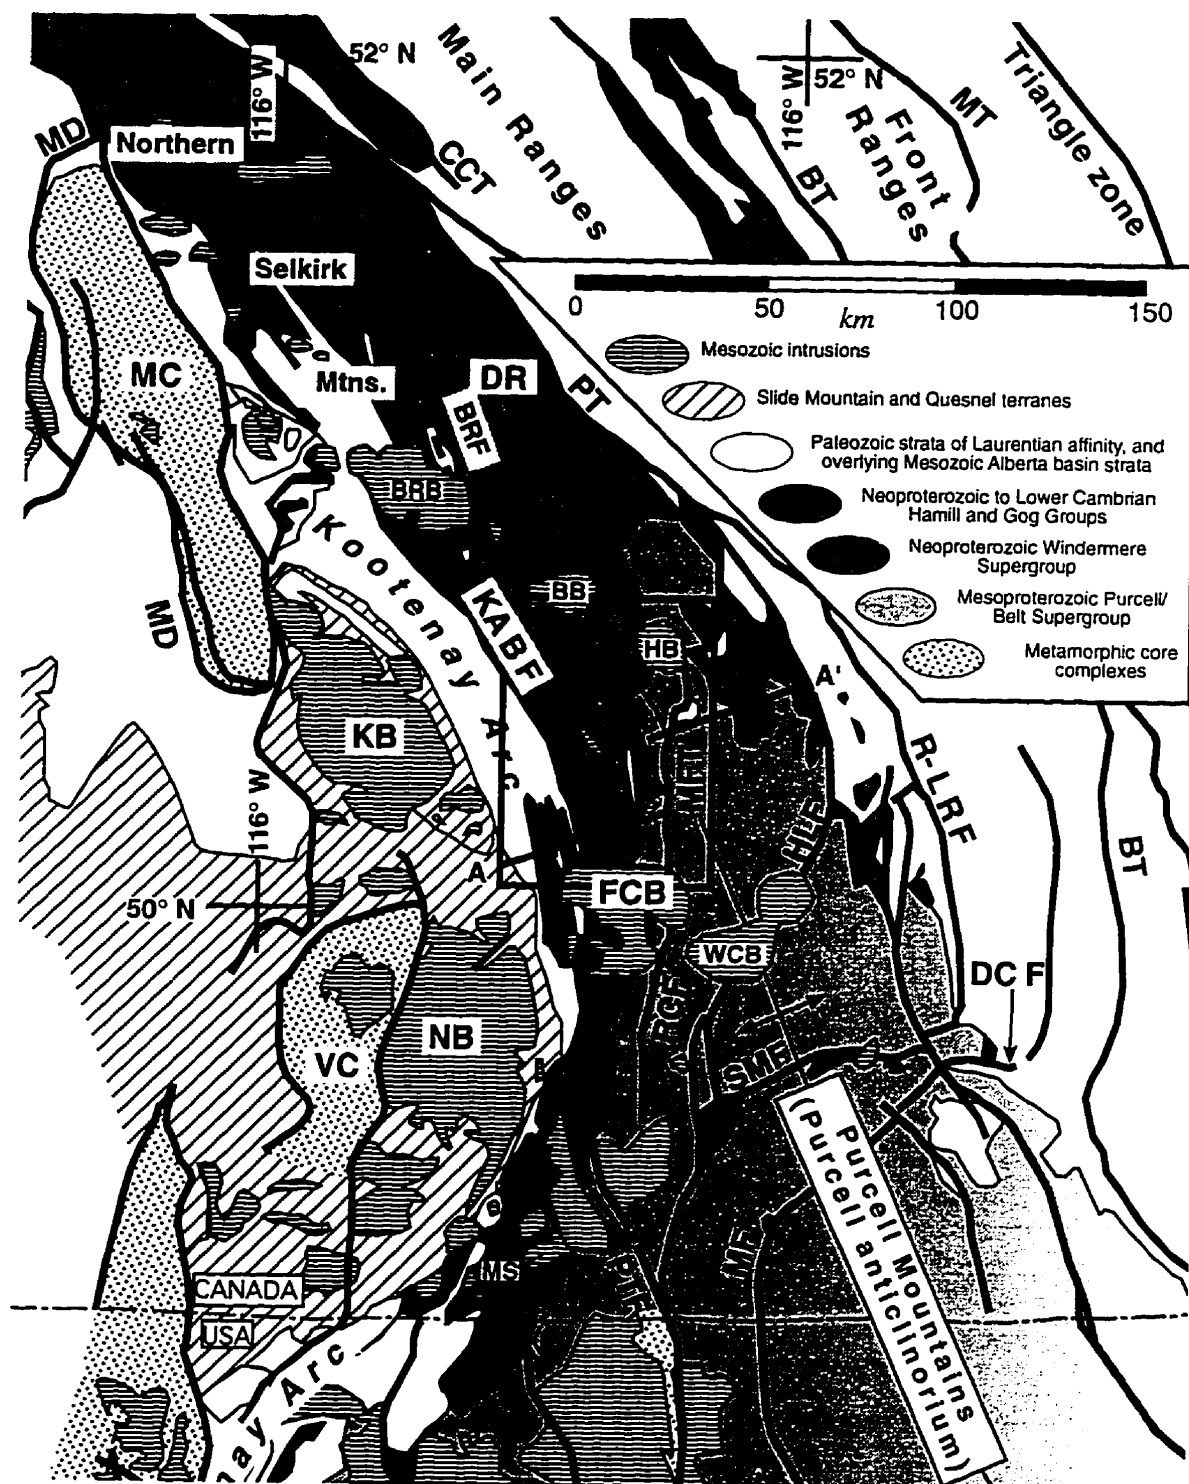 52° N
116° W
Main Ranges
116° W
52° N
Front
Ranges
MT
Triangle zone
MD
Northern
CCT
BT
Selkirk
0
50
100
150
km
Mesozoic intrusions
Slide Mountain and Quesnel terranes
Paleozoic strata of Laurentian affinity, and
overlying Mesozoic Alberta basin strata
Neoproterozoic to Lower Cambrian
Hamill and Gog Groups
Neoproterozoic Windermere
Supergroup
Mesoproterozoic Purcell/
Belt Supergroup
Metamorphic core
complexes
MC
Mtns.
DR
PT
BRF
BRB
Kootenay Arc
BB
KABF
MD
HB
A'
KB
R-LRF
116° W
HLF
BT
A
50° N
FCB
WCB
DCF
NB
VC
SMF
Purcell Mountains
(Purcell anticlinorium)
MF
MS
CANADA
USA
nay Arc